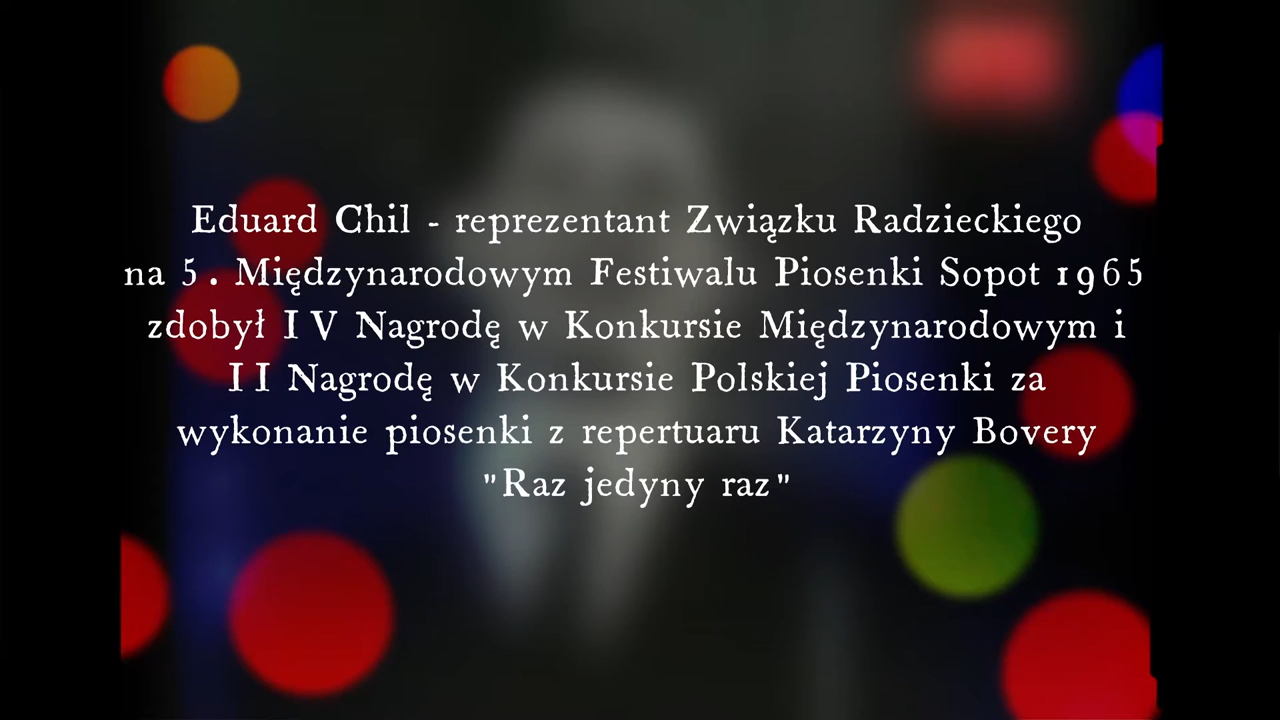 Eduard Chil - reprezentant Związku Radzieckiego
na 5. Międzynarodowym Festiwalu Piosenki Sopot 1965
zdobył IV Nagrodę w Konkursie Międzynarodowym i
II Nagrodę w Konkursie Polskiej Piosenki za
wykonanie piosenki z repertuaru Katarzyny Bovery
"Raz jedyny raz"